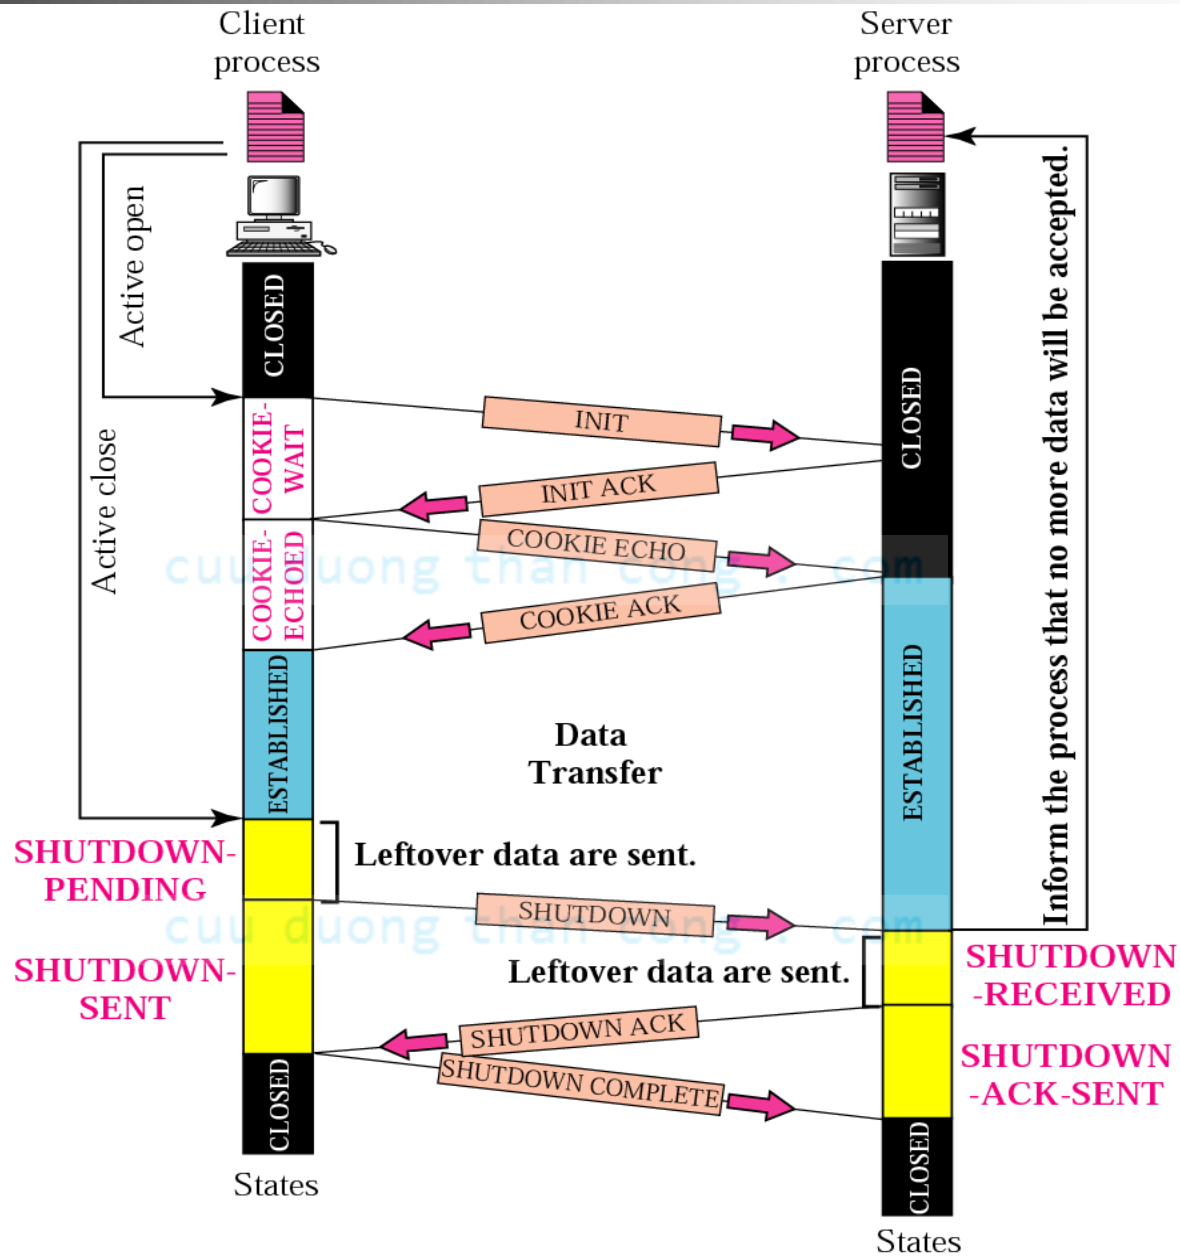 Client
process
Server
process
Active open
Active close
Inform the process that no more data will be accepted.
CLOSED
CLOSED
INIT
COOKIE-
WAIT
INIT ACK
COOKIE ECHO
cuu duong than cong . com
COOKIE-
ECHOED
COOKIE ACK
ESTABLISHED
ESTABLISHED
Data
Transfer
SHUTDOWN-
PENDING
Leftover data are sent.
SHUTDOWN
cuu duong than cong . com
SHUTDOWN-
SENT
Leftover data are sent.
SHUTDOWN
-RECEIVED
SHUTDOWN ACK
SHUTDOWN COMPLETE
SHUTDOWN
-ACK-SENT
CLOSED
CLOSED
States
States